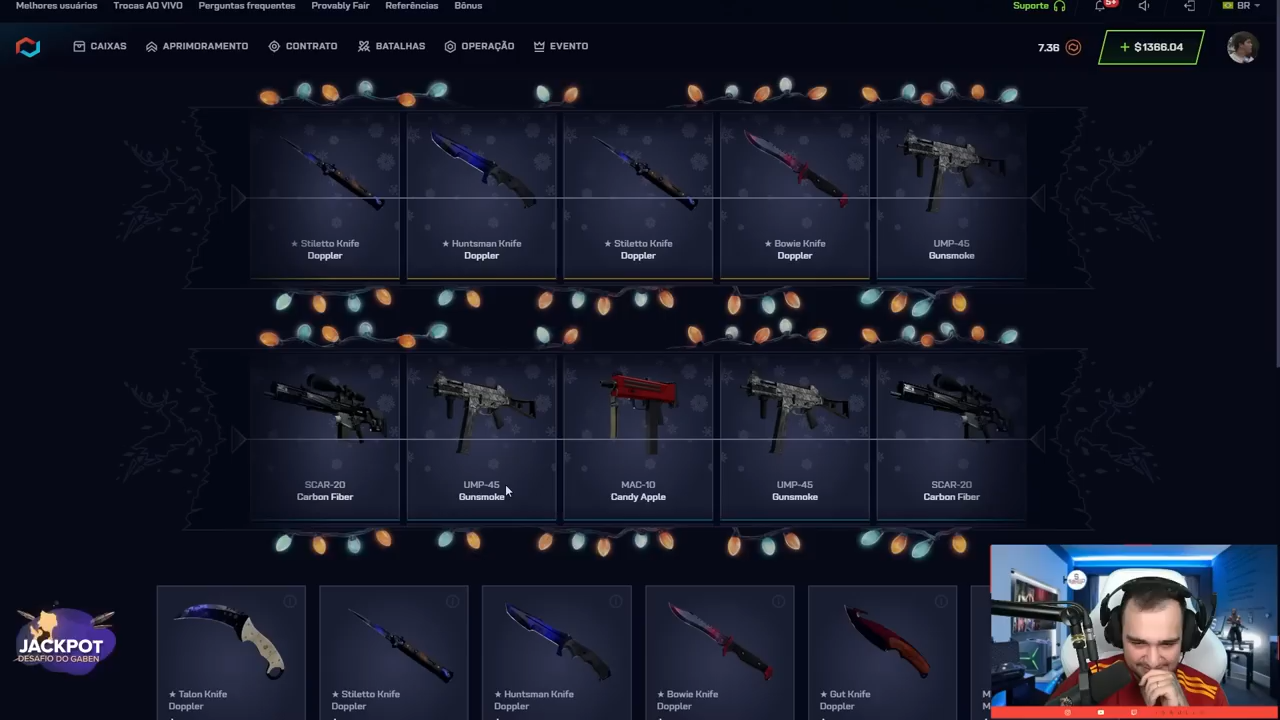 Melhores usuários Trocas AO VIVO Perguntas frequentes Provably Fair Referências Bônus Suporte 5+ BR
CAIXAS APRIMORAMENTO CONTRATO BATALHAS OPERAÇÃO EVENTO 7.36 + $1366.04
★ Stiletto Knife
Doppler
★ Huntsman Knife
Doppler
★ Stiletto Knife
Doppler
★ Bowie Knife
Doppler
UMP-45
Gunsmoke
SCAR-20
Carbon Fiber
UMP-45
Gunsmoke
MAC-10
Candy Apple
UMP-45
Gunsmoke
SCAR-20
Carbon Fiber
JACKPOT
DESAFIO DO GABEN
★ Talon Knife
Doppler
★ Stiletto Knife
Doppler
★ Huntsman Knife
Doppler
★ Bowie Knife
Doppler
★ Gut Knife
Doppler